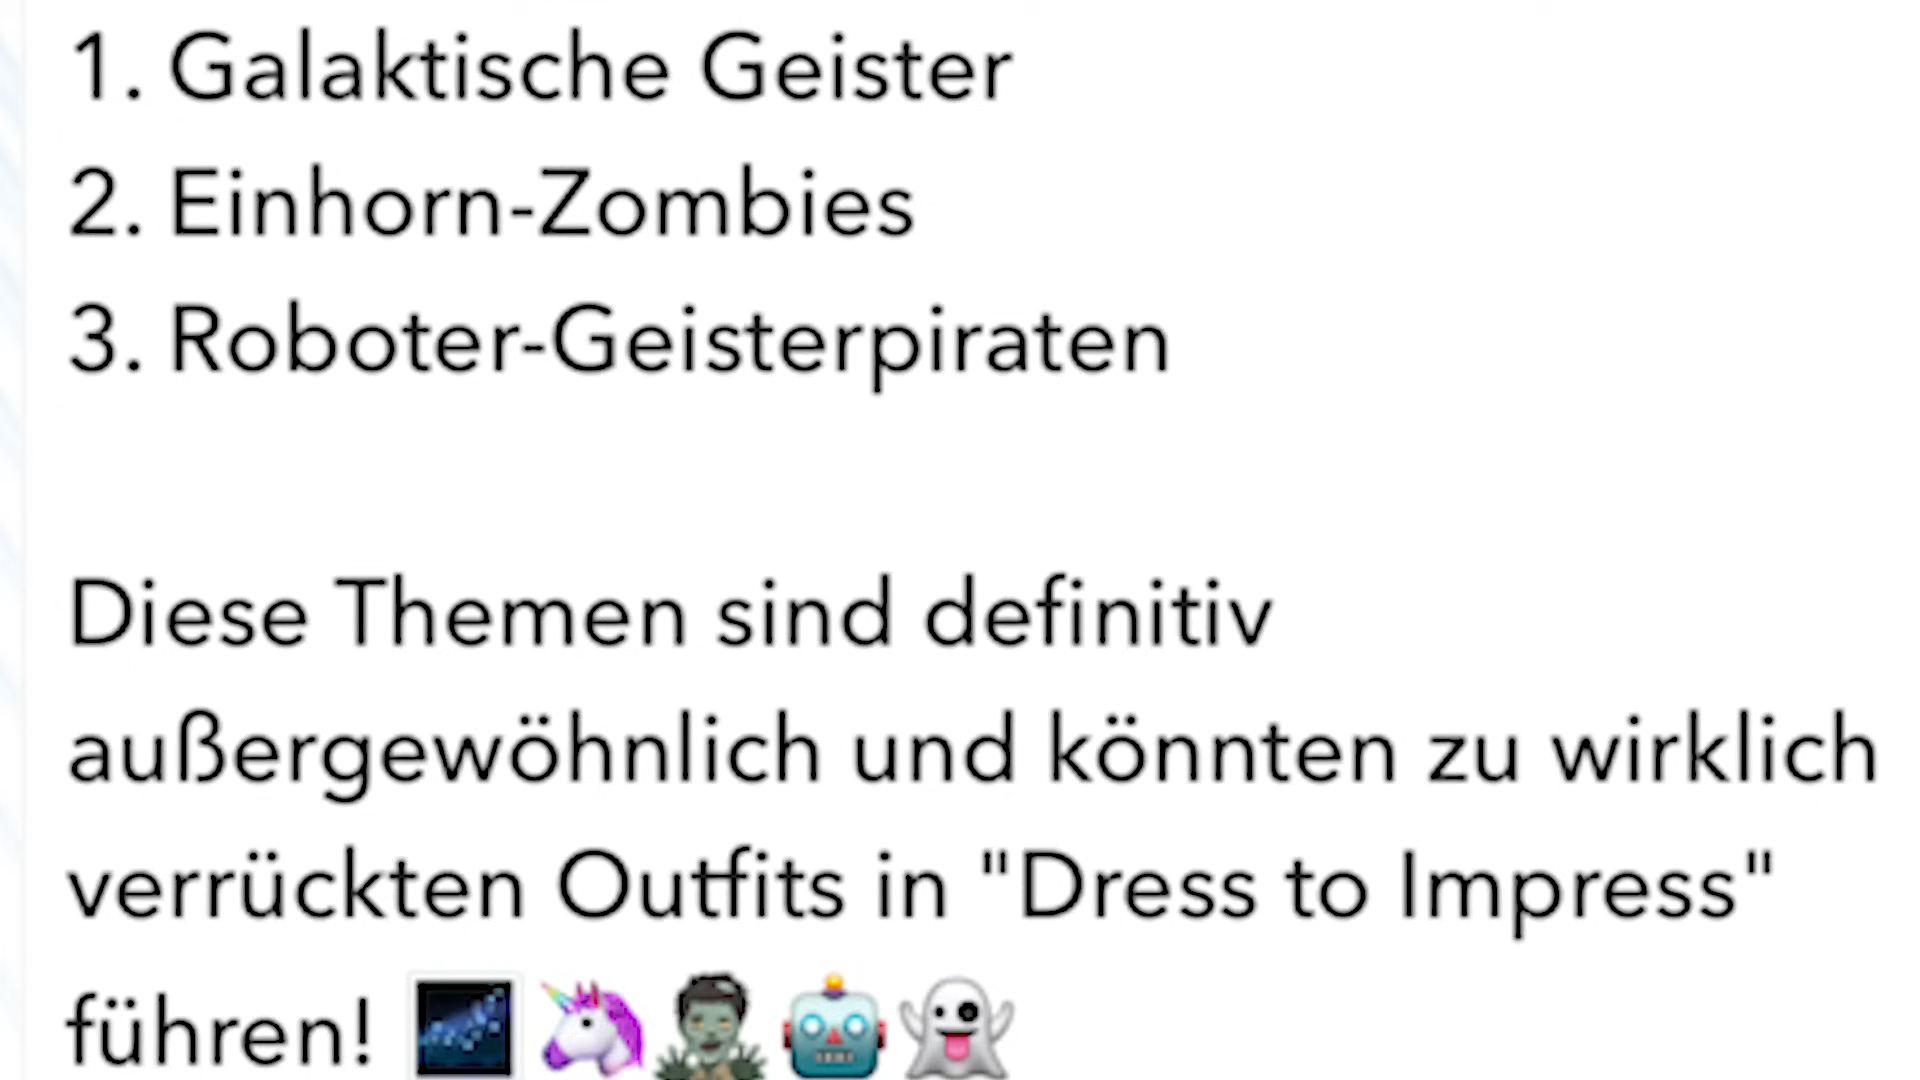 1. Galaktische Geister
2. Einhorn-Zombies
3. Roboter-Geisterpiraten
Diese Themen sind definitiv
außergewöhnlich und könnten zu wirklich
verrückten Outfits in "Dress to Impress"
führen! 🌌🦄🧟‍♂️🤖👻